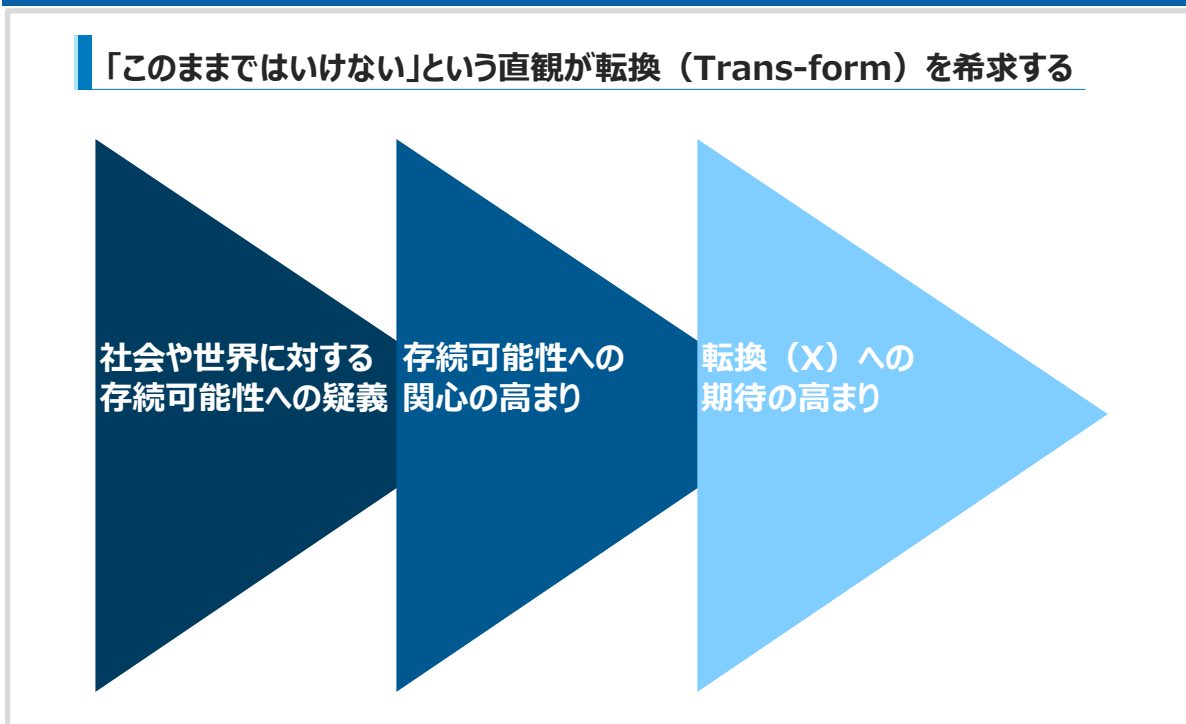 「このままではいけない」という直観が転換（Trans-form）を希求する
社会や世界に対する
存続可能性への疑義
存続可能性への
関心の高まり
転換（X）への
期待の高まり